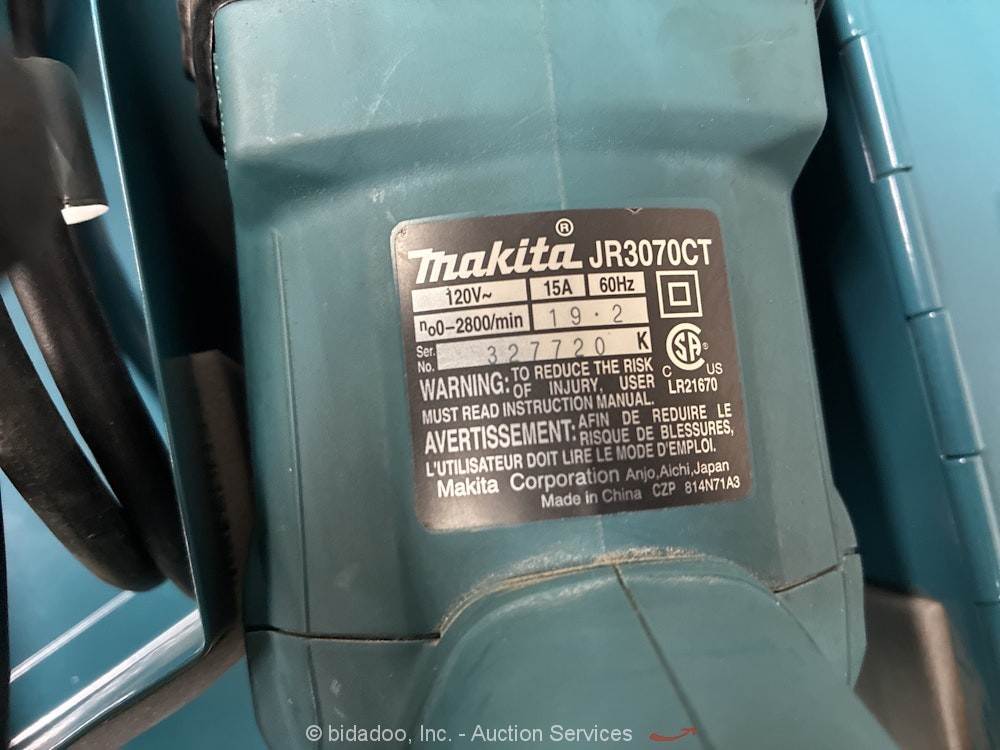 makita® JR3070CT
120V~ 15A 60Hz
n₀0-2800/min 19·2
Ser. No. 327720 K
C US
LR21670
WARNING: TO REDUCE THE RISK
OF INJURY, USER
MUST READ INSTRUCTION MANUAL.
AVERTISSEMENT: AFIN DE REDUIRE LE
RISQUE DE BLESSURES,
L'UTILISATEUR DOIT LIRE LE MODE D'EMPLOI.
Makita Corporation Anjo,Aichi,Japan
Made in China CZP 814N71A3
© bidadoo, Inc. - Auction Services